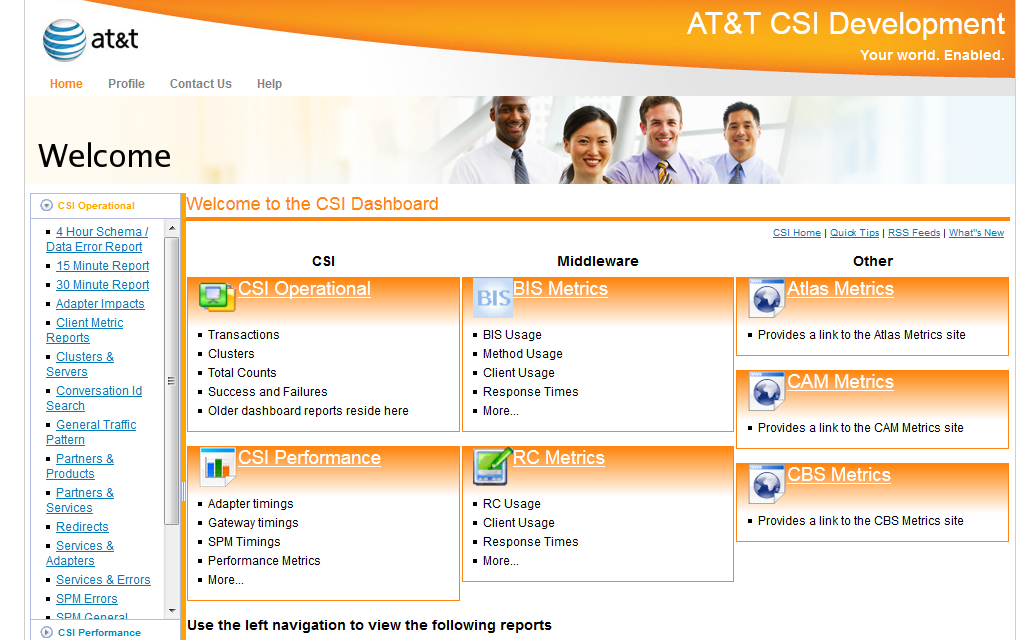 AT&T CSI Development
at&t
Your world. Enabled.
Home Profile Contact Us Help
Welcome
CSI Operational
4 Hour Schema /
Data Error Report
15 Minute Report
30 Minute Report
Adapter Impacts
Client Metric
Reports
Clusters &
Servers
Conversation Id
Search
General Traffic
Pattern
Partners &
Products
Partners &
Services
Redirects
Services &
Adapters
Services & Errors
SPM Errors
SPM General
CSI Performance
Welcome to the CSI Dashboard
CSI Home | Quick Tips | RSS Feeds | What"s New
CSI
CSI Operational
Transactions
Clusters
Total Counts
Success and Failures
Older dashboard reports reside here
CSI Performance
Adapter timings
Gateway timings
SPM Timings
Performance Metrics
More...
Middleware
BIS
BIS Metrics
BIS Usage
Method Usage
Client Usage
Response Times
More...
RC Metrics
RC Usage
Client Usage
Response Times
More...
Other
Atlas Metrics
Provides a link to the Atlas Metrics site
CAM Metrics
Provides a link to the CAM Metrics site
CBS Metrics
Provides a link to the CBS Metrics site
Use the left navigation to view the following reports